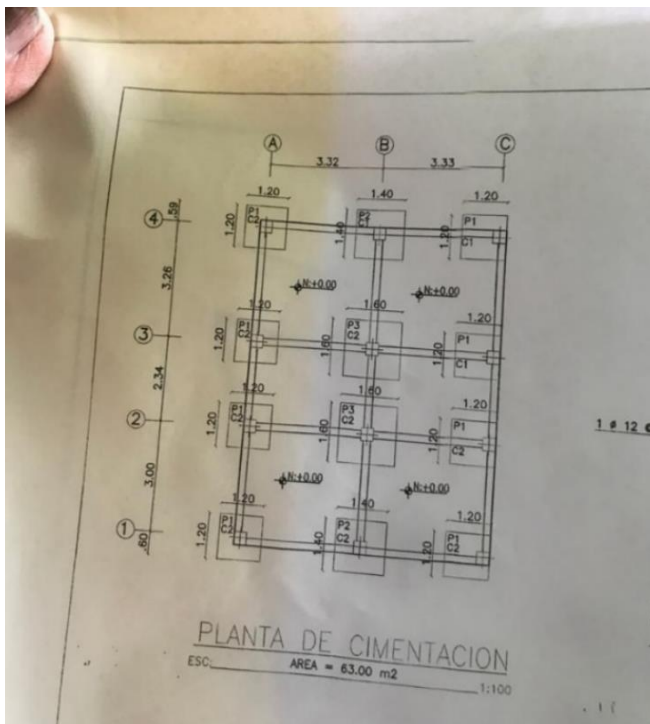 A B C
3.32 3.33
1.20 1.40 1.20
4 .59 1.20 P1 1.40 P2 1.20 P1
C1
3.26 N:+0.00 N:+0.00
1.20 1.60 1.20
3 1.20 P1 C2 1.60 P3 C2 1.20 P1 C1
2.34
1.20 1.60 1.20
2 1.20 P1 C2 1.60 P3 C2 1.20 P1 C2
1 ø 12
3.00 N:+0.00 N:+0.00
1.20 1.40 1.20
1 1.20 P1 C2 1.40 P2 C2 1.20 P1 C2
.60
PLANTA DE CIMENTACION
ESC: AREA = 63.00 m2 1:100